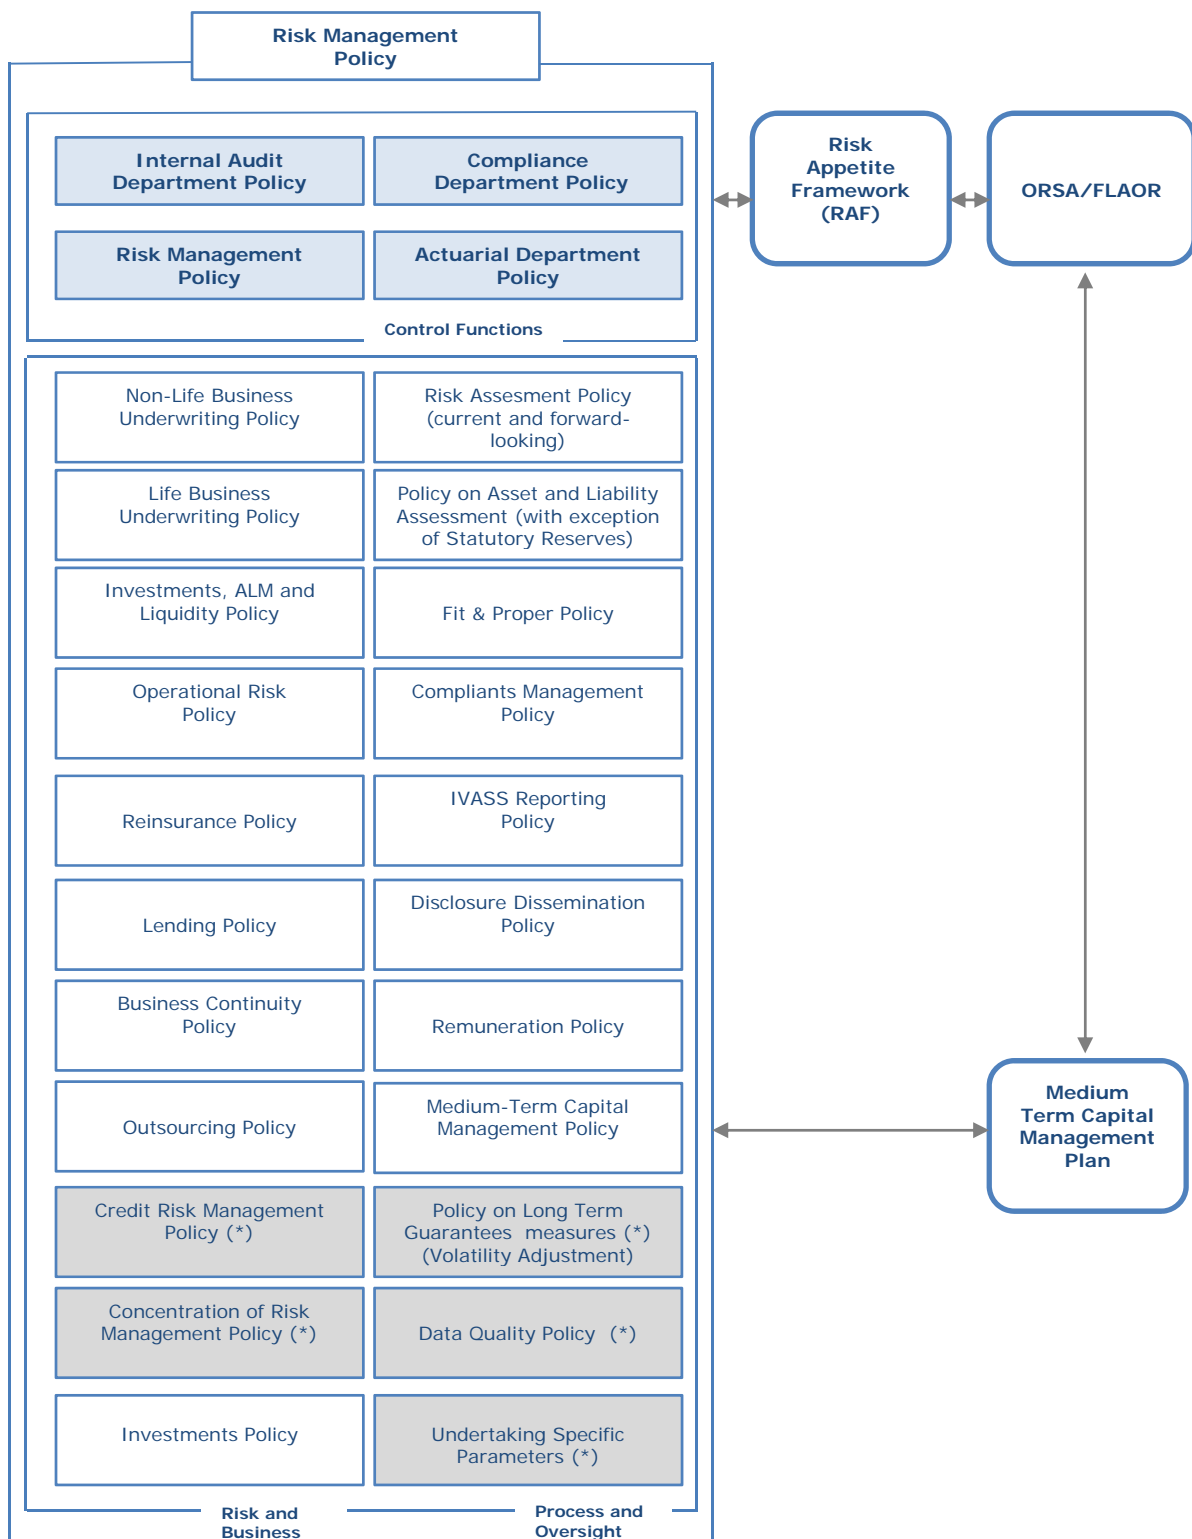 Risk Management
Policy
Internal Audit
Department Policy
Compliance
Department Policy
Risk Management
Policy
Actuarial Department
Policy
Control Functions
Risk
Appetite
Framework
(RAF)
ORSA/FLAOR
Non-Life Business
Underwriting Policy
Risk Assesment Policy
(current and forward-
looking)
Life Business
Underwriting Policy
Policy on Asset and Liability
Assessment (with exception
of Statutory Reserves)
Investments, ALM and
Liquidity Policy
Fit & Proper Policy
Operational Risk
Policy
Compliants Management
Policy
Reinsurance Policy
IVASS Reporting
Policy
Lending Policy
Disclosure Dissemination
Policy
Business Continuity
Policy
Remuneration Policy
Outsourcing Policy
Medium-Term Capital
Management Policy
Medium
Term Capital
Management
Plan
Credit Risk Management
Policy (*)
Policy on Long Term
Guarantees measures (*)
(Volatility Adjustment)
Concentration of Risk
Management Policy (*)
Data Quality Policy (*)
Investments Policy
Undertaking Specific
Parameters (*)
Risk and
Business
Process and
Oversight